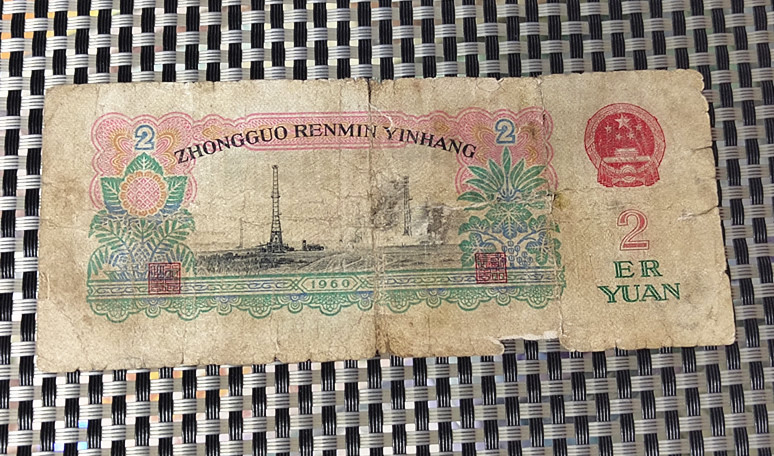 2
2
ZHONGGUO RENMIN YINHANG
1960
2
ER
YUAN